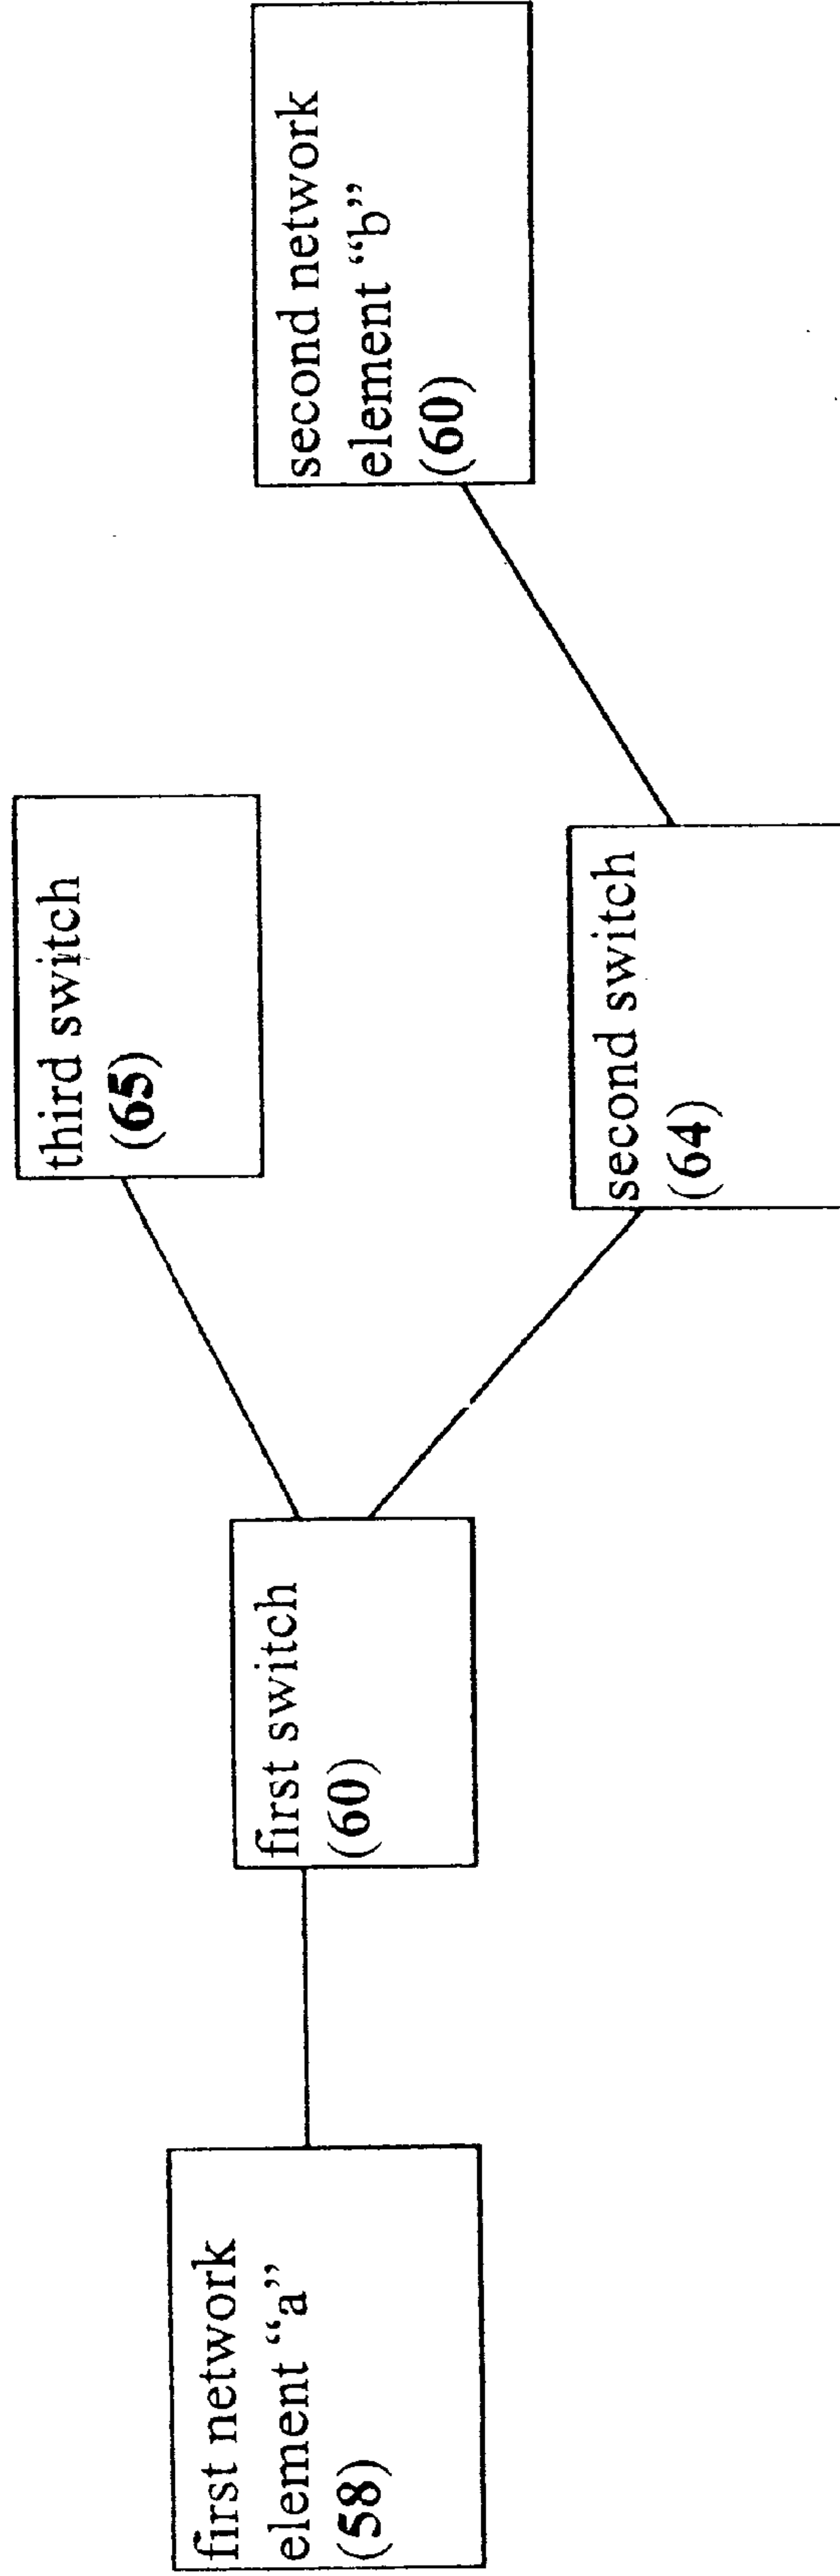 first network
element “a”
(58)
first switch
(60)
third switch
(65)
second switch
(64)
second network
element “b”
(60)